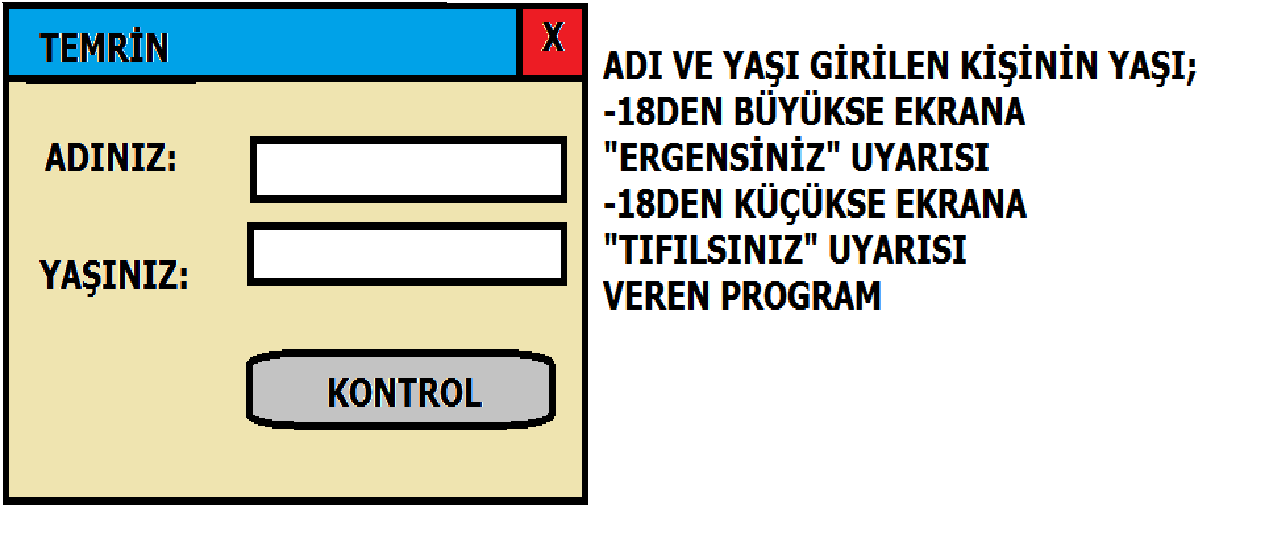 TEMRİN
X
ADINIZ:
YAŞINIZ:
KONTROL
ADI VE YAŞI GİRİLEN KİŞİNİN YAŞI;
-18DEN BÜYÜKSE EKRANA
"ERGENSİNİZ" UYARISI
-18DEN KÜÇÜKSE EKRANA
"TIFILSINIZ" UYARISI
VEREN PROGRAM